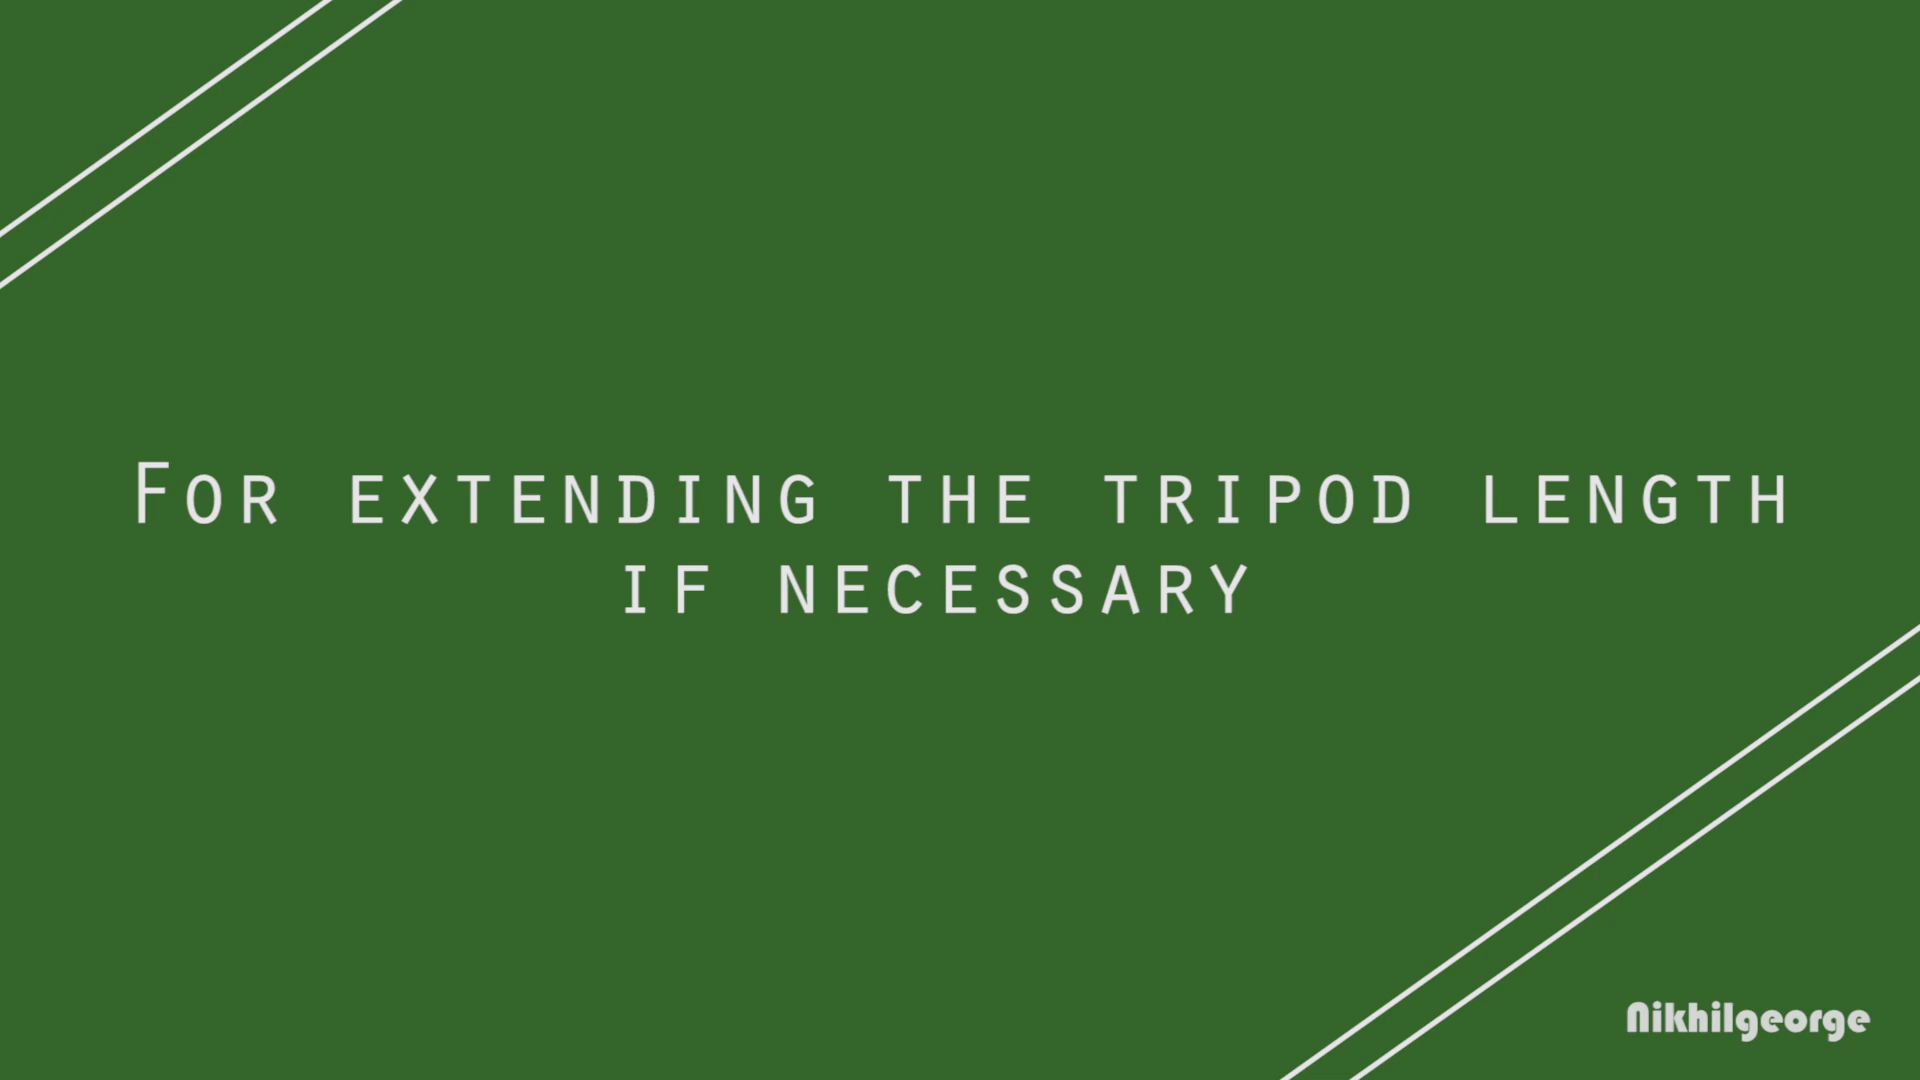 For extending the tripod length
if necessary
Nikhilgeorge